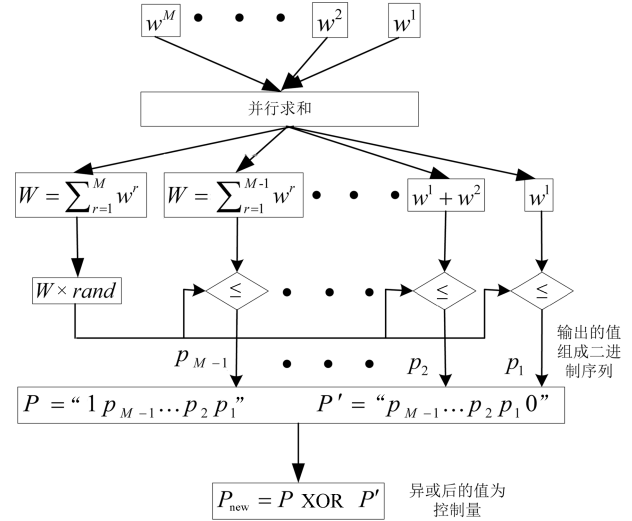 w^M • • • w^2 w^1
并行求和
W = ∑_{r=1}^{M} w^r W = ∑_{r=1}^{M-1} w^r • • • w^1 + w^2 w^1
W × rand ≤ • • • ≤ ≤
p_{M-1} • • • p_2 p_1
输出的值
组成二进
制序列
P = “1 p_{M-1}...p_2 p_1” P′ = “p_{M-1}...p_2 p_1 0”
P_new = P XOR P′
异或后的值为
控制量